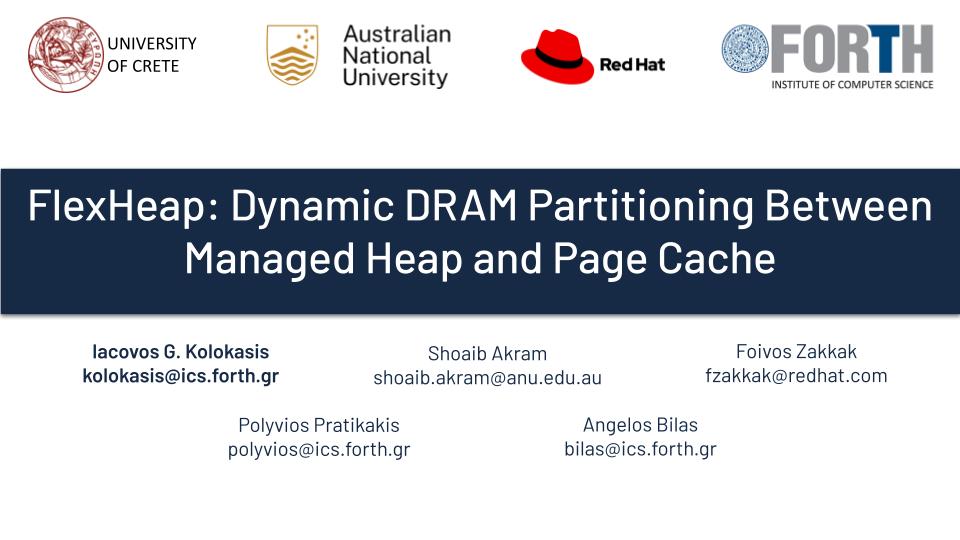 UNIVERSITY
OF CRETE
Australian
National
University
Red Hat
FORTH
INSTITUTE OF COMPUTER SCIENCE
FlexHeap: Dynamic DRAM Partitioning Between
Managed Heap and Page Cache
Iacovos G. Kolokasis
kolokasis@ics.forth.gr
Shoaib Akram
shoaib.akram@anu.edu.au
Foivos Zakkak
fzakkak@redhat.com
Polyvios Pratikakis
polyvios@ics.forth.gr
Angelos Bilas
bilas@ics.forth.gr